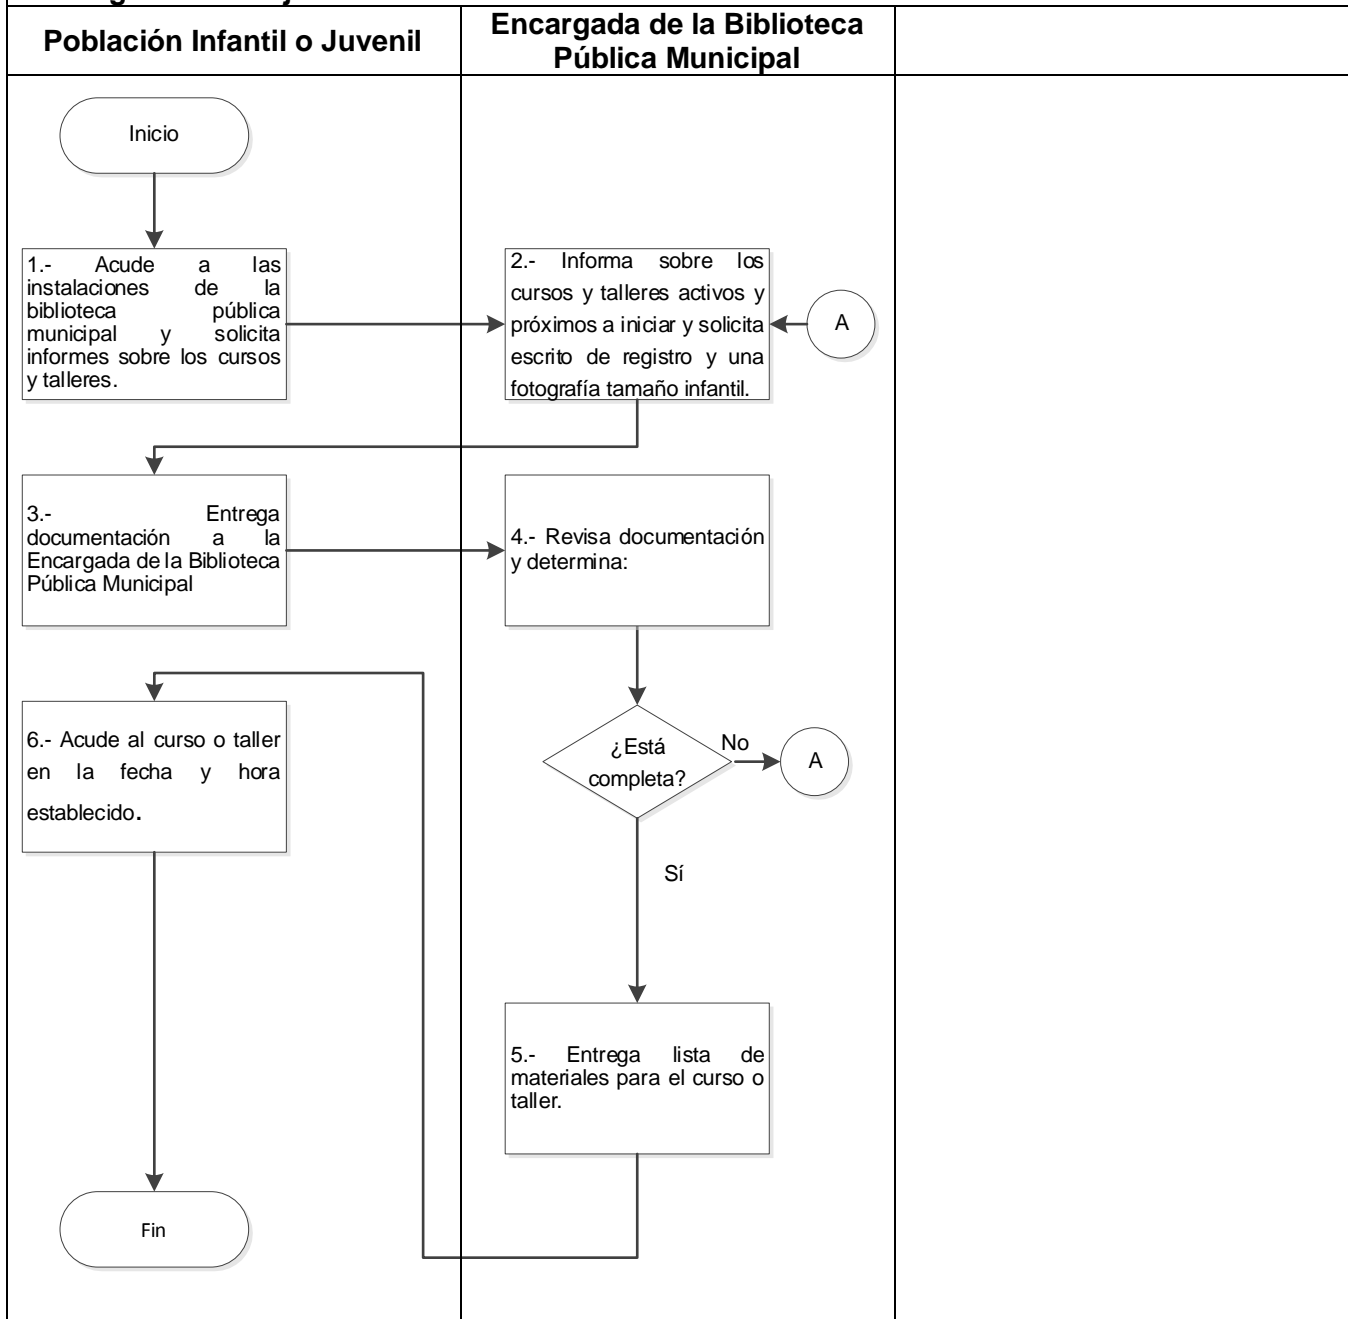 Población Infantil o Juvenil
Encargada de la Biblioteca
Pública Municipal
Inicio
1.- Acude a las
instalaciones de la
biblioteca pública
municipal y solicita
informes sobre los cursos
y talleres.
2.- Informa sobre los
cursos y talleres activos y
próximos a iniciar y solicita
escrito de registro y una
fotografía tamaño infantil.
A
3.- Entrega
documentación a la
Encargada de la Biblioteca
Pública Municipal
4.- Revisa documentación
y determina:
¿Está
completa?
No
A
Sí
5.- Entrega lista de
materiales para el curso o
taller.
6.- Acude al curso o taller
en la fecha y hora
establecido.
Fin